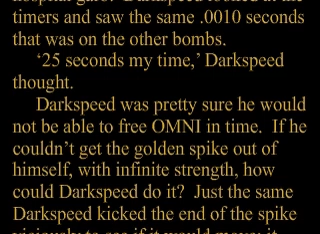 timers and saw the same .0010 seconds
that was on the other bombs.
‘25 seconds my time,’ Darkspeed
thought.
Darkspeed was pretty sure he would
not be able to free OMNI in time.  If he
couldn’t get the golden spike out of
himself, with infinite strength, how
could Darkspeed do it?  Just the same
Darkspeed kicked the end of the spike